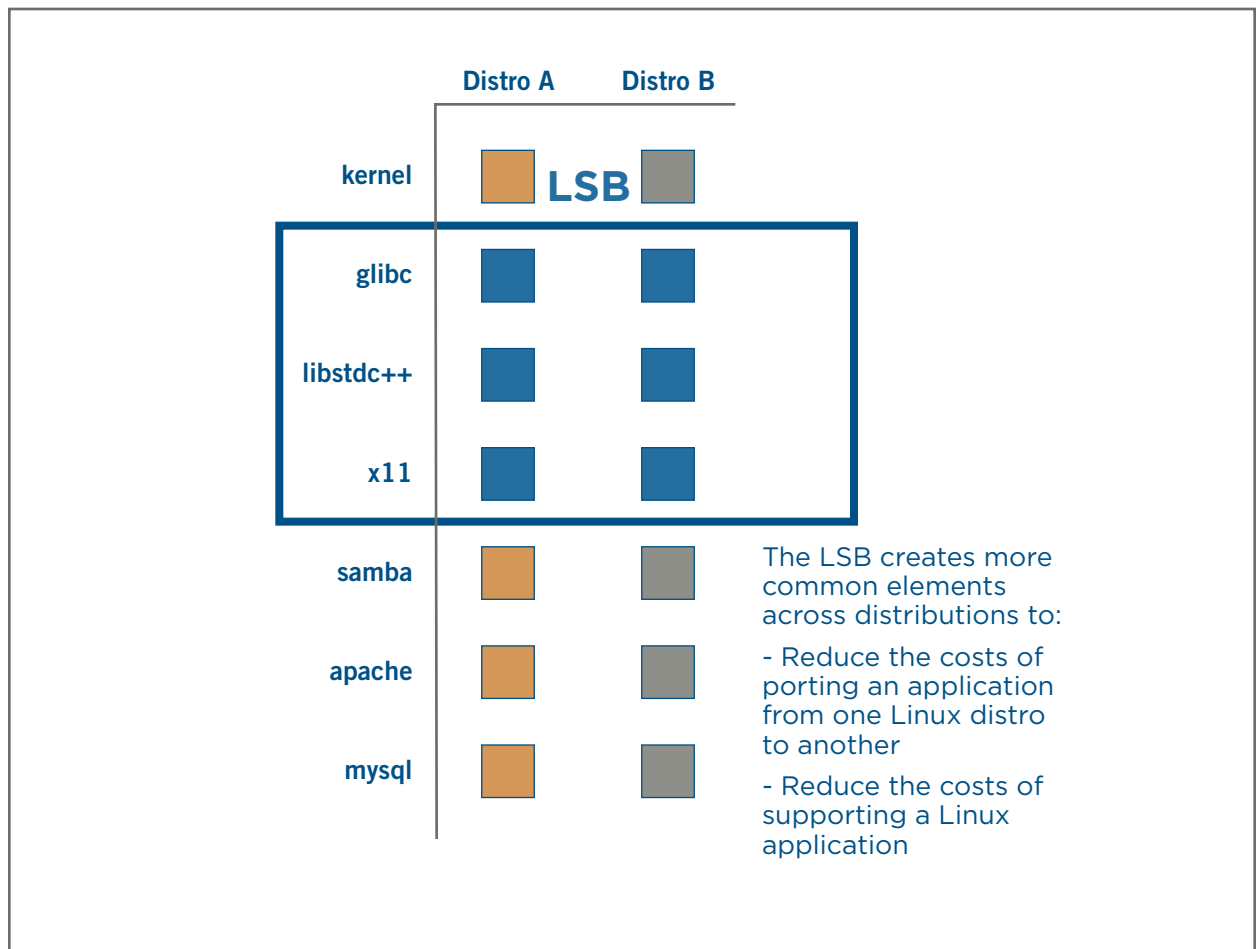 Distro A Distro B
kernel
LSB
glibc
libstdc++
x11
samba
apache
mysql
The LSB creates more
common elements
across distributions to:
- Reduce the costs of
porting an application
from one Linux distro
to another
- Reduce the costs of
supporting a Linux
application